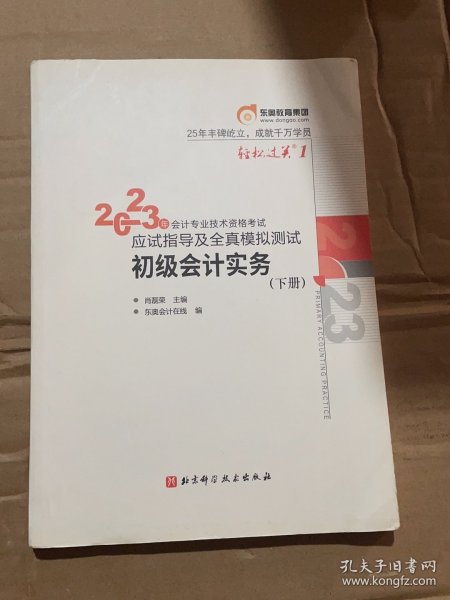 东奥教育集团
www.dongao.com
25年丰碑屹立，成就千万学员
轻松过关®1
2023年会计专业技术资格考试
应试指导及全真模拟测试
初级会计实务
（下册）
● 肖磊荣 主编
● 东奥会计在线 编
2023
PRIMARY ACCOUNTING PRACTICE
北京科学技术出版社
孔夫子旧书网
www.kongfz.com